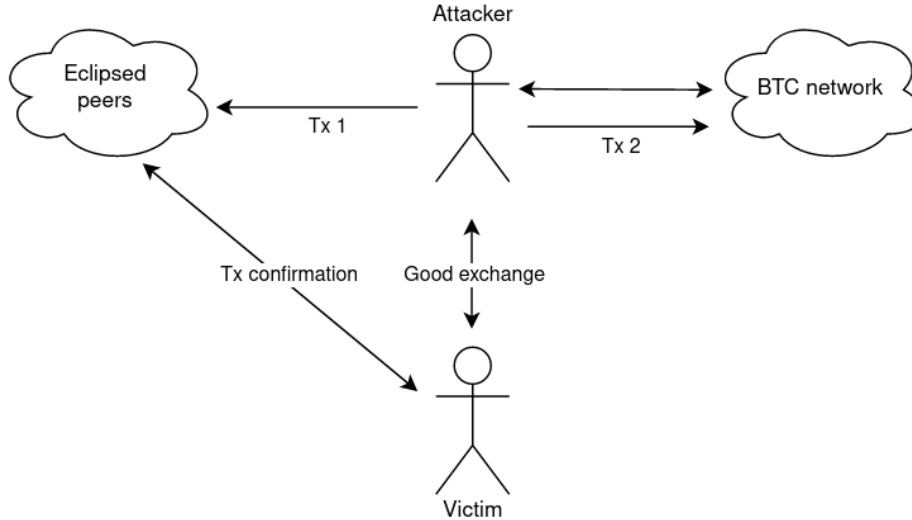 Attacker
Eclipsed
peers
BTC network
Tx 1
Tx 2
Tx confirmation
Good exchange
Victim